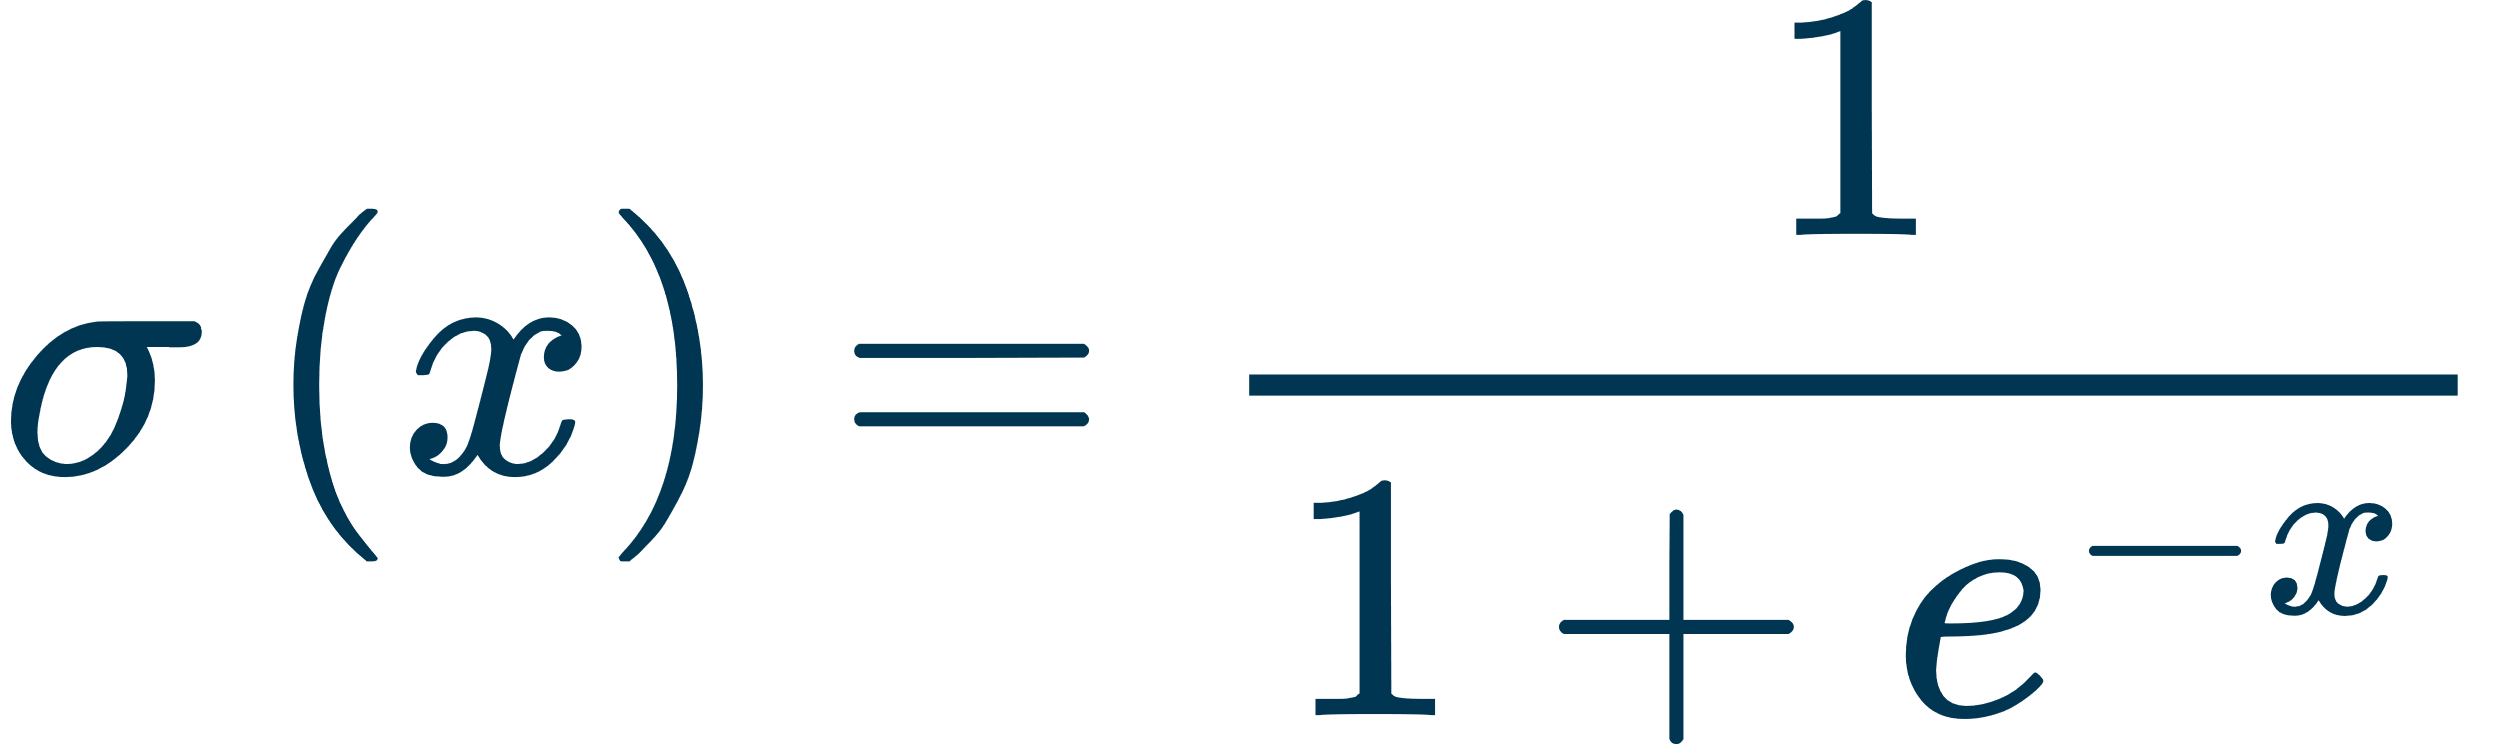 σ(x) = 1 / (1 + e^{-x})